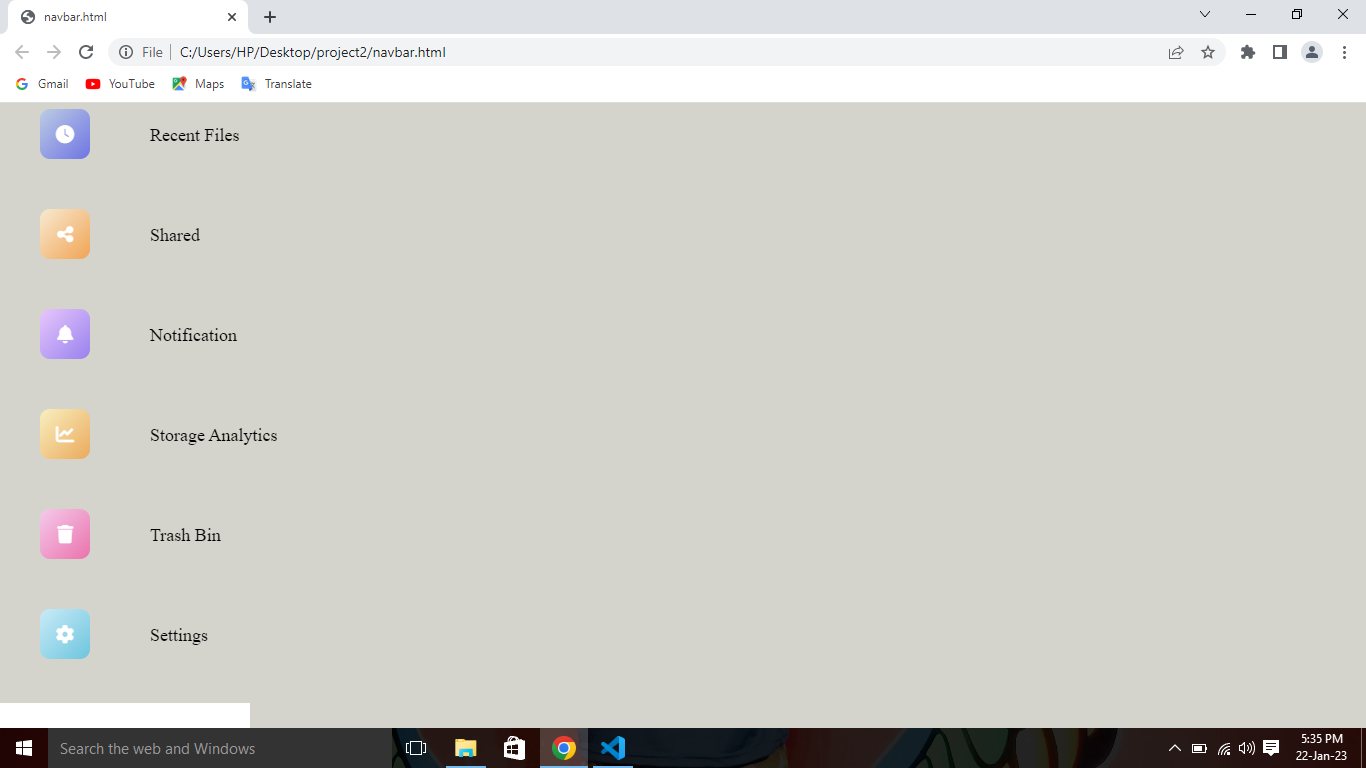 navbar.html
File
C:/Users/HP/Desktop/project2/navbar.html
Gmail YouTube Maps Translate
Recent Files
Shared
Notification
Storage Analytics
Trash Bin
Settings
Search the web and Windows
5:35 PM
22-Jan-23